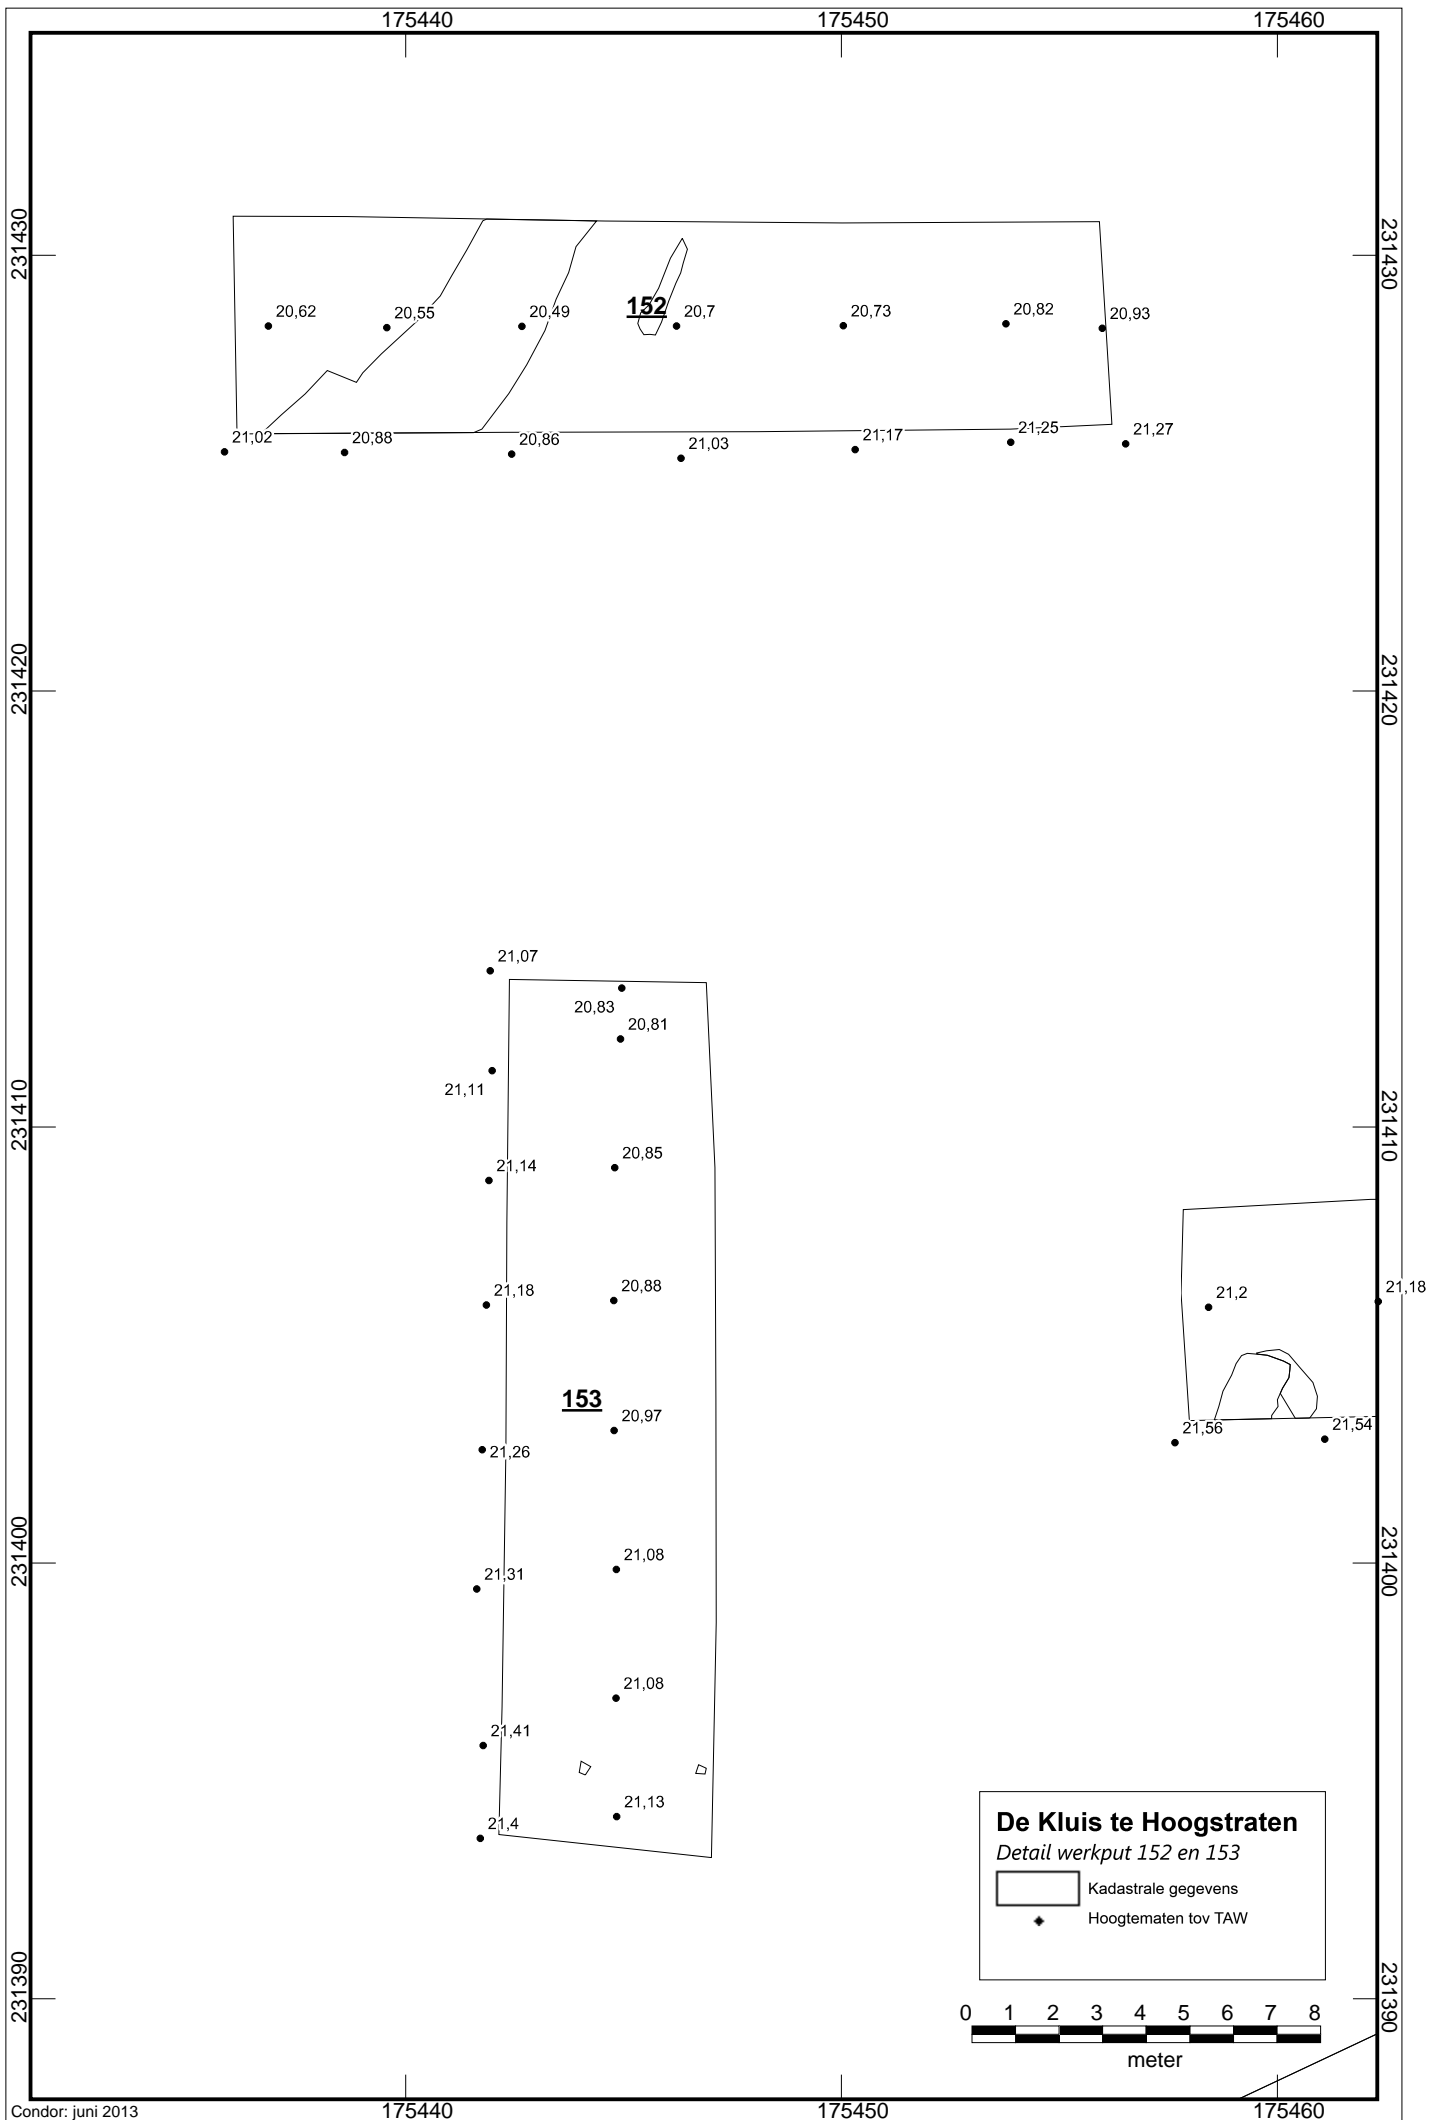 175440 175450 175460
231430 231430
152
20,62 20,55 20,49 20,7 20,73 20,82 20,93
21,02 20,88 20,86 21,03 21,17 21,25 21,27
231420 231420
21,07
20,83
20,81
21,11
231410 231410
20,85
21,14
20,88
21,18
21,2 21,18
153
20,97
21,26
21,56 21,54
231400 231400
21,08
21,31
21,08
21,41
21,13
21,4
De Kluis te Hoogstraten
Detail werkput 152 en 153
Kadastrale gegevens
Hoogtematen tov TAW
231390 231390
0 1 2 3 4 5 6 7 8
meter
175440 175450 175460
Condor: juni 2013